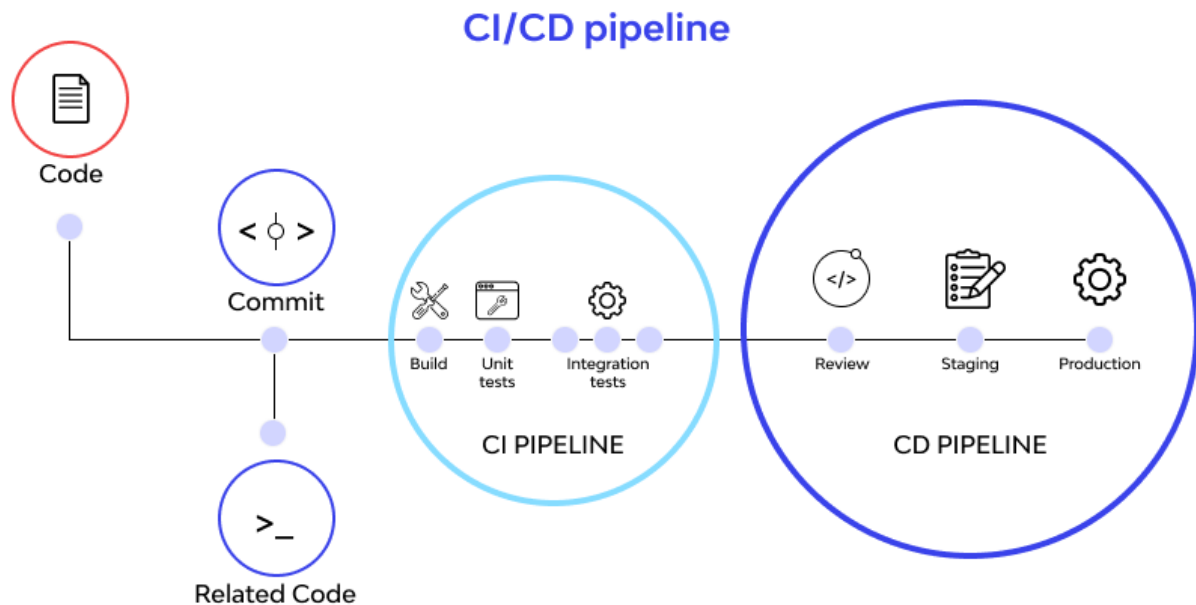 CI/CD pipeline
Code
< >
Commit
>_
Related Code
Build
Unit
tests
Integration
tests
CI PIPELINE
</>
Review
Staging
Production
CD PIPELINE